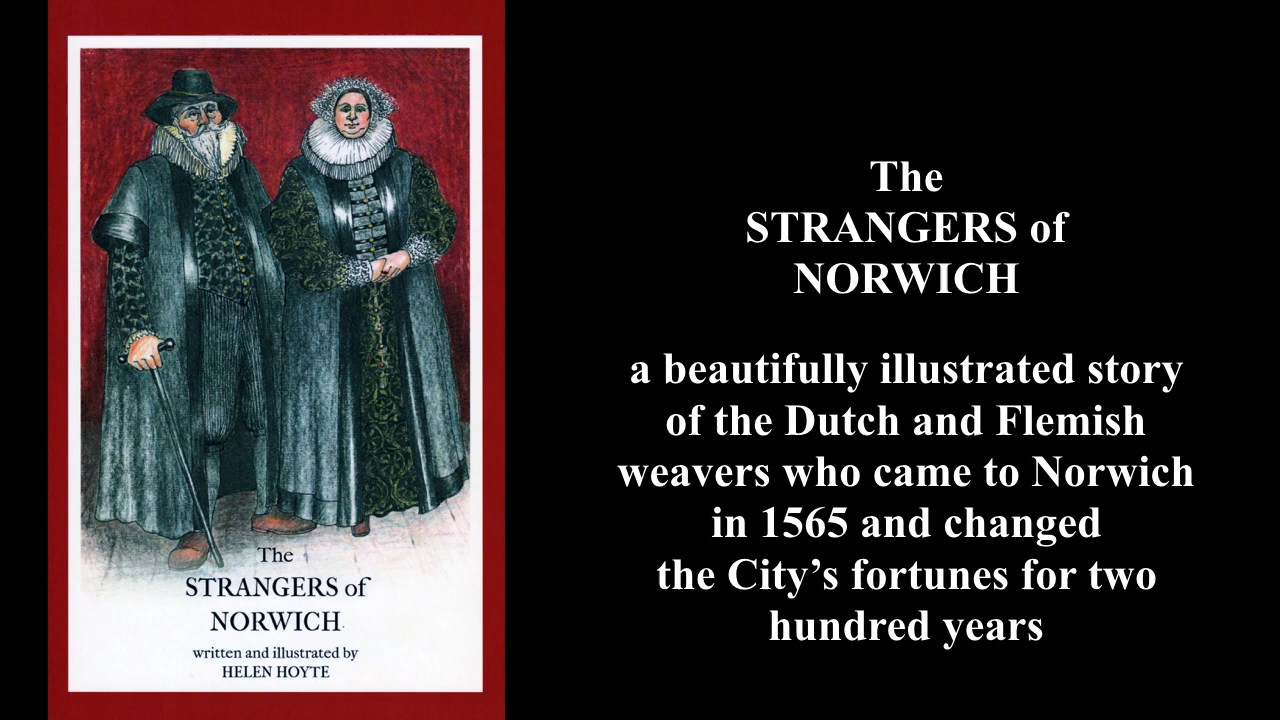 The
STRANGERS of
NORWICH
written and illustrated by
HELEN HOYTE
The
STRANGERS of
NORWICH
a beautifully illustrated story
of the Dutch and Flemish
weavers who came to Norwich
in 1565 and changed
the City’s fortunes for two
hundred years